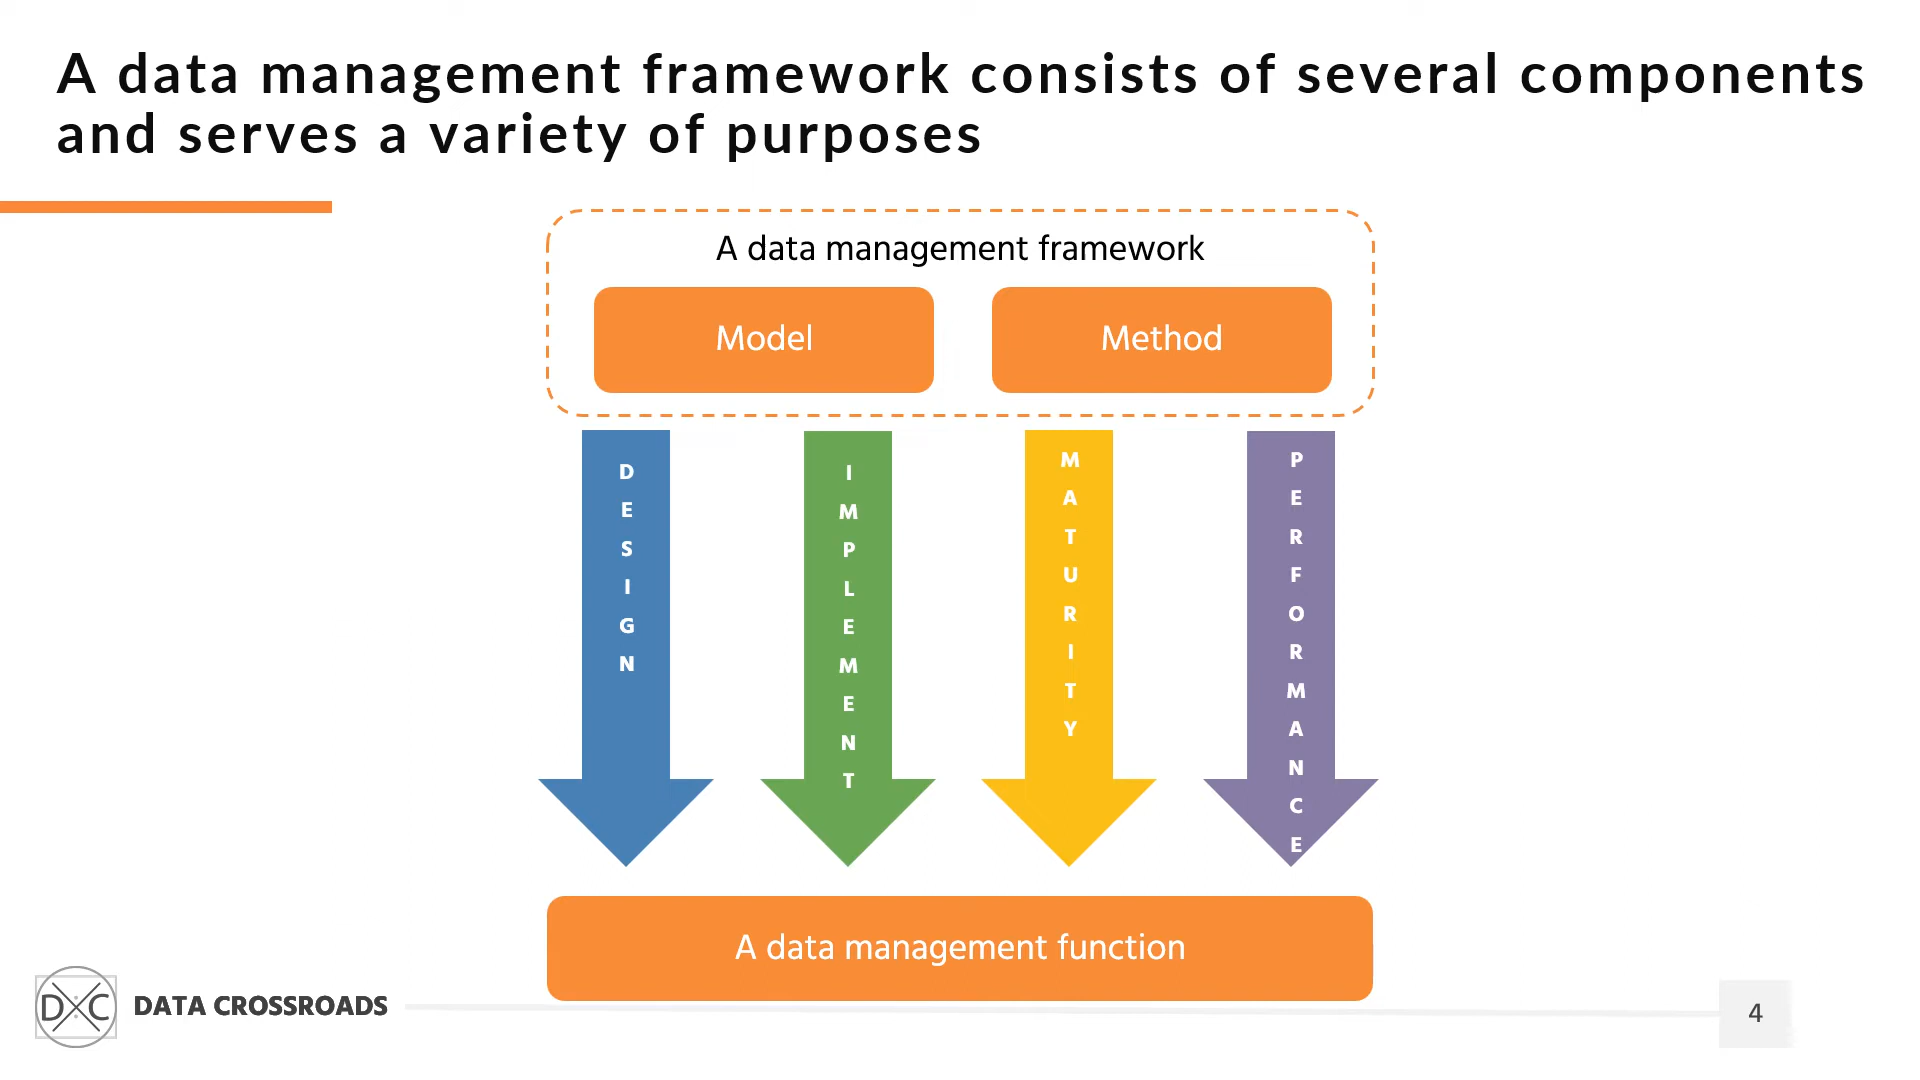 A data management framework consists of several components
and serves a variety of purposes
A data management framework
Model
Method
DESIGN
IMPLEMENT
MATURITY
PERFORMANCE
A data management function
DC
DATA CROSSROADS
4